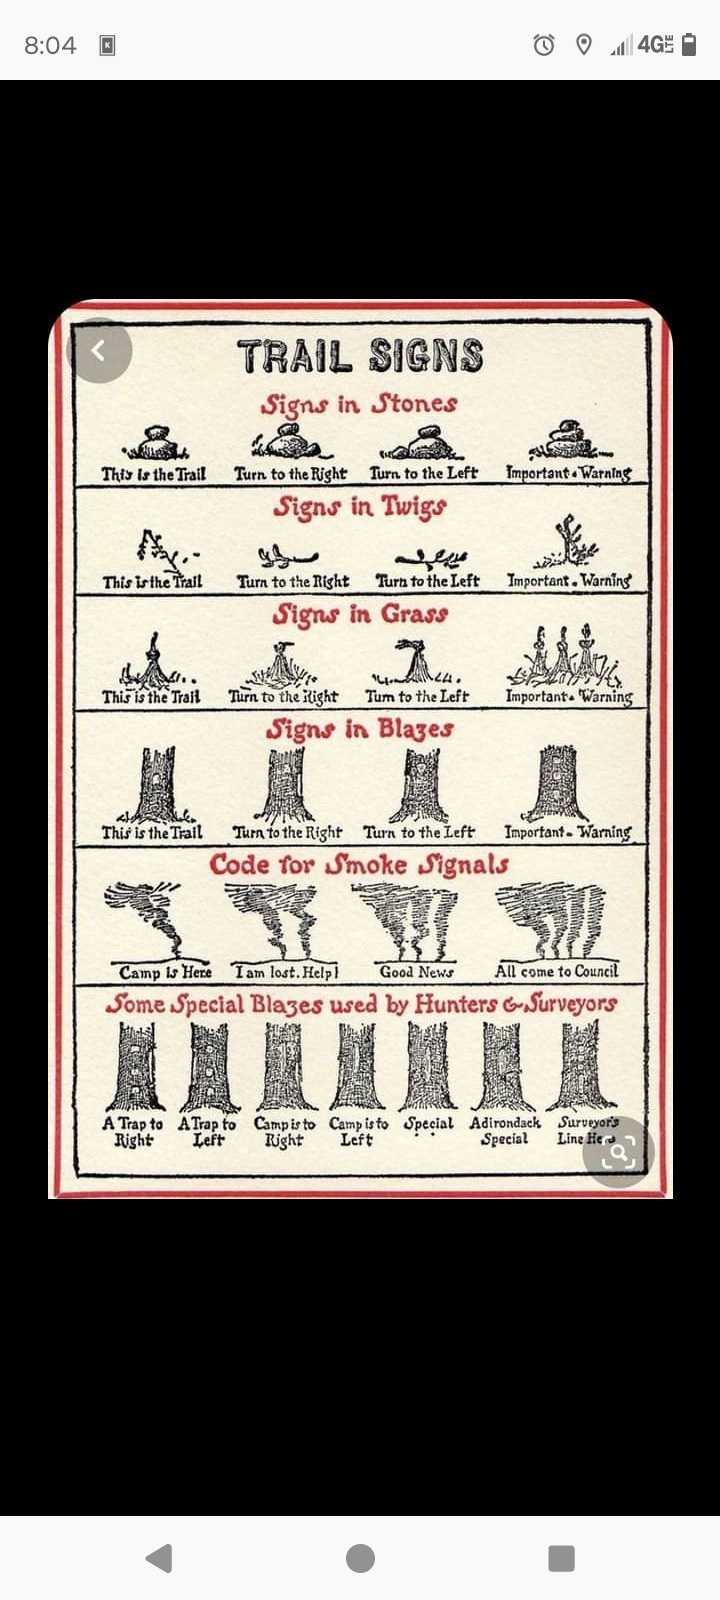 8:04
K
4G LTE
TRAIL SIGNS
Signs in Stones
This is the Trail
Turn to the Right
Turn to the Left
Important - Warning
Signs in Twigs
This is the Trail
Turn to the Right
Turn to the Left
Important - Warning
Signs in Grass
This is the Trail
Turn to the Right
Turn to the Left
Important - Warning
Signs in Blazes
This is the Trail
Turn to the Right
Turn to the Left
Important - Warning
Code for Smoke Signals
Camp is Here
I am lost. Help!
Good News
All come to Council
Some Special Blazes used by Hunters & Surveyors
A Trap to
Right
A Trap to
Left
Camp is to
Right
Camp is to
Left
Special
Adirondack
Special
Surveyor's
Line Here